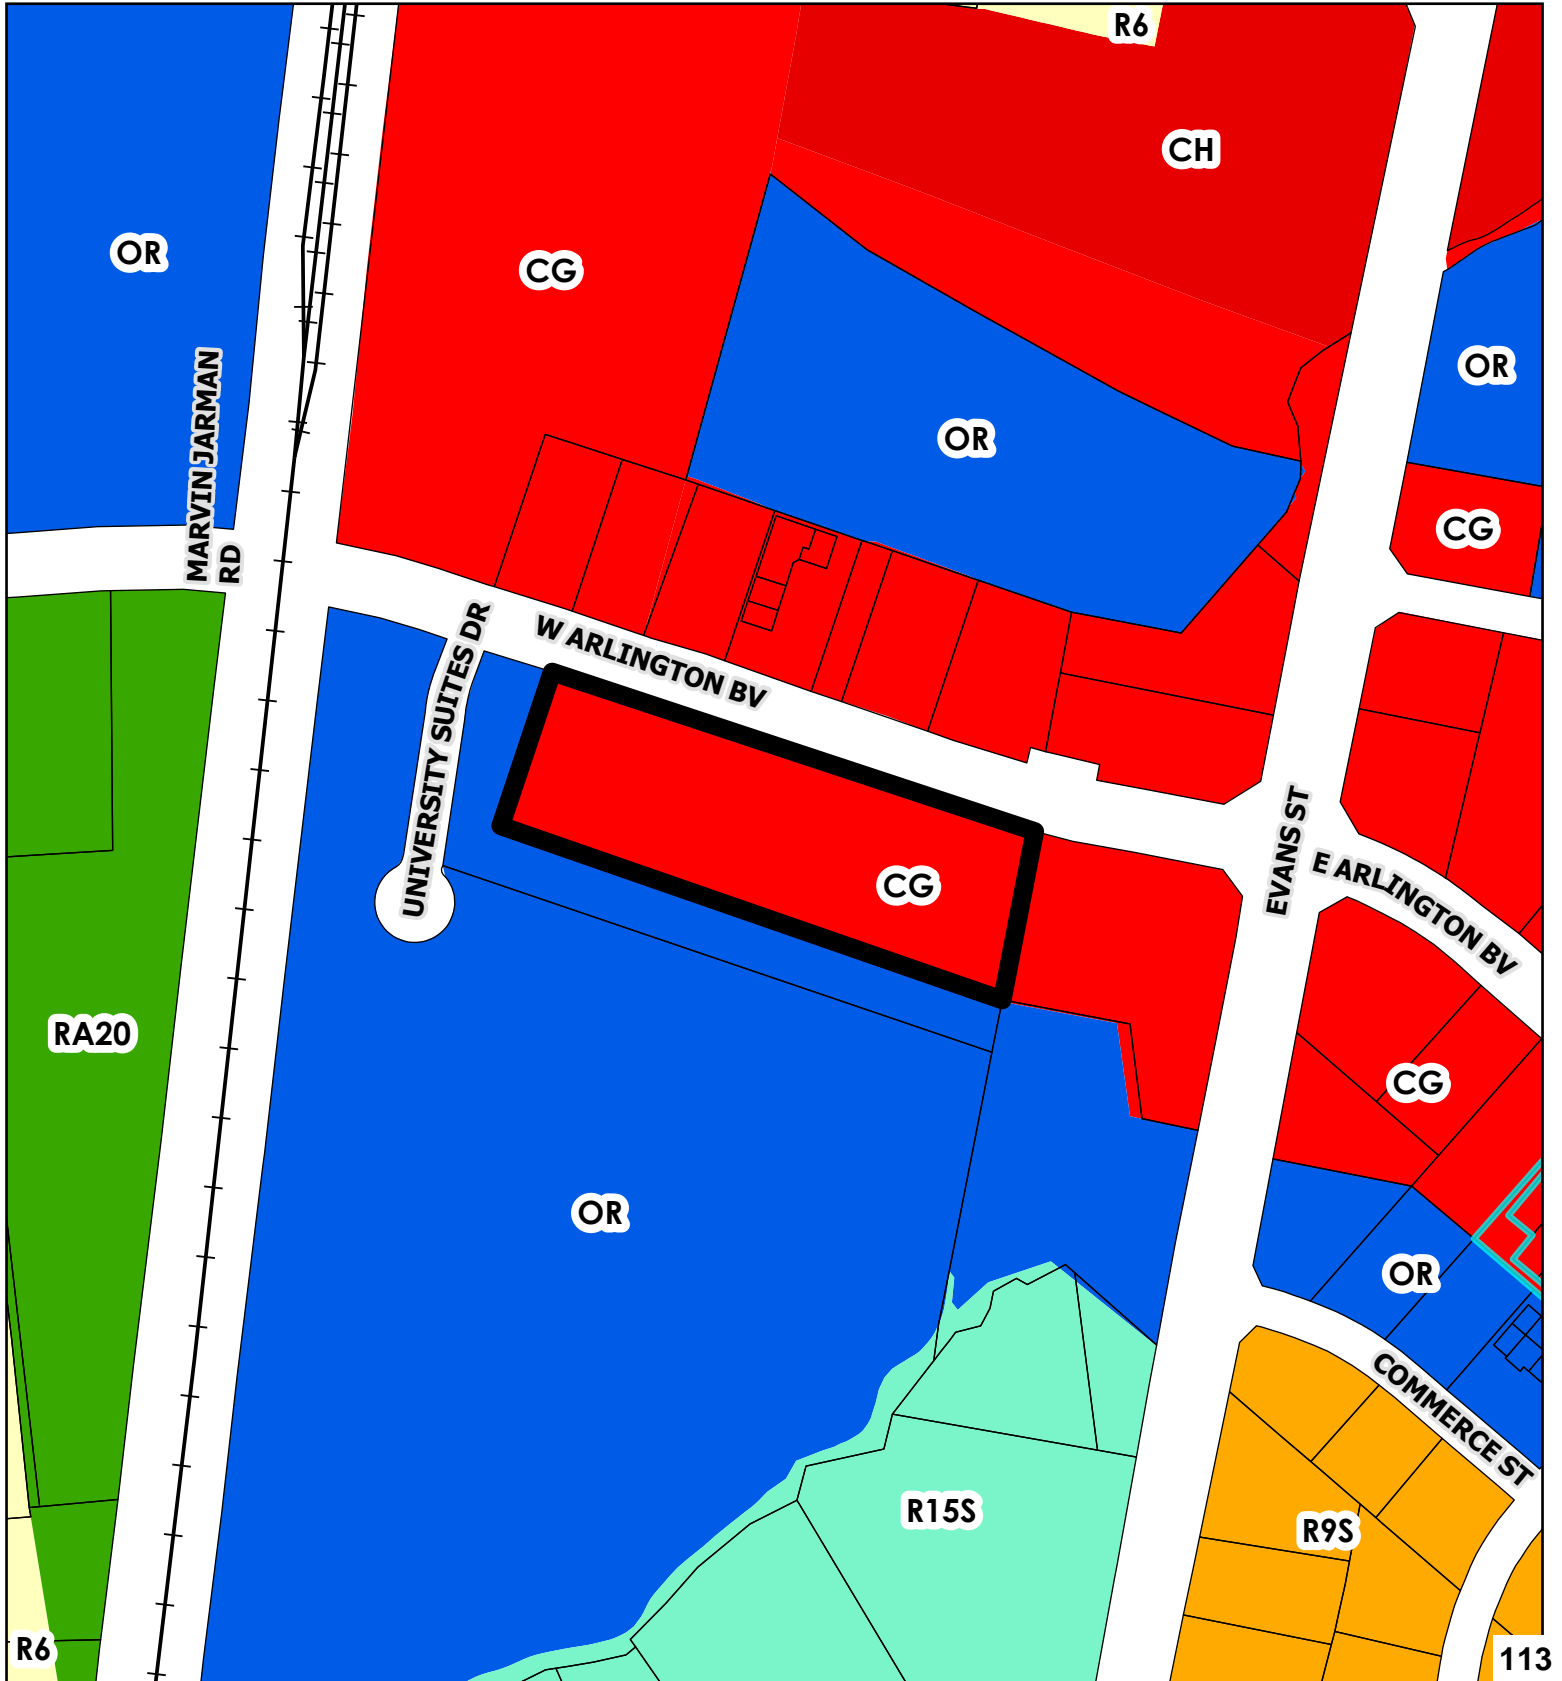 R6
CH
OR
CG
OR
OR
CG
MARVIN JARMAN
RD
W ARLINGTON BV
UNIVERSITY SUITES DR
EVANS ST
E ARLINGTON BV
CG
RA20
CG
OR
OR
COMMERCE ST
R15S
R9S
R6
113